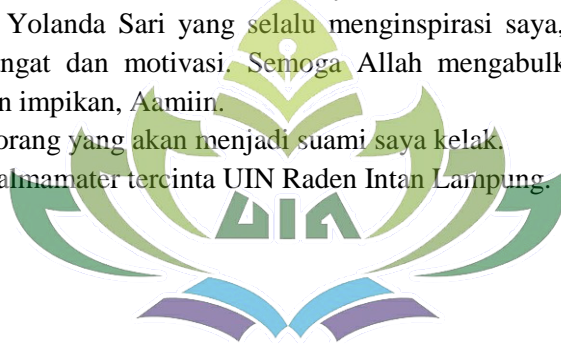 Yolanda Sari yang selalu menginspirasi saya,
ngat dan motivasi. Semoga Allah mengabulk
n impikan, Aamiin.
orang yang akan menjadi suami saya kelak.
almamater tercinta UIN Raden Intan Lampung.
UIN